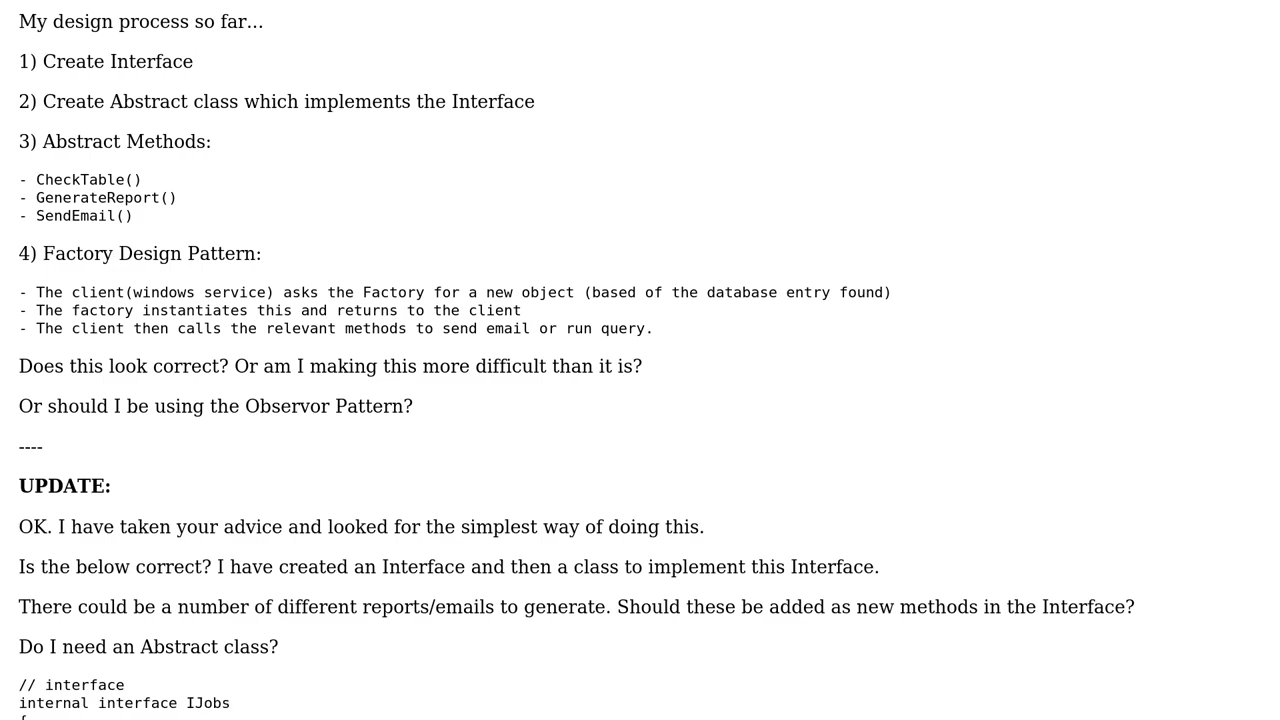 My design process so far...
1) Create Interface
2) Create Abstract class which implements the Interface
3) Abstract Methods:
- CheckTable()
- GenerateReport()
- SendEmail()
4) Factory Design Pattern:
- The client(windows service) asks the Factory for a new object (based of the database entry found)
- The factory instantiates this and returns to the client
- The client then calls the relevant methods to send email or run query.
Does this look correct? Or am I making this more difficult than it is?
Or should I be using the Observor Pattern?
----
UPDATE:
OK. I have taken your advice and looked for the simplest way of doing this.
Is the below correct? I have created an Interface and then a class to implement this Interface.
There could be a number of different reports/emails to generate. Should these be added as new methods in the Interface?
Do I need an Abstract class?
// interface
internal interface IJobs
{